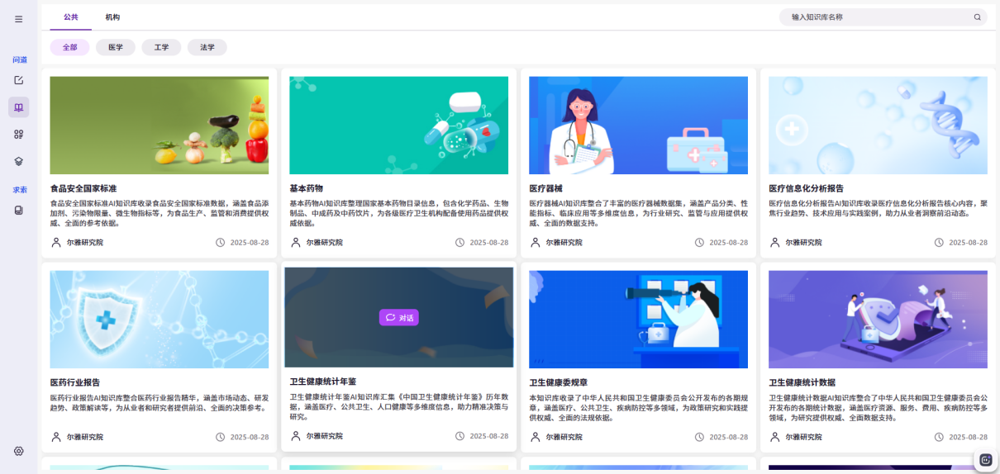 公共
机构
输入知识库名称
全部
医学
工学
法学
问道
求索
食品安全国家标准
食品安全国家标准AI知识库收录食品安全国家标准数据，涵盖食品添
加剂、污染物限量、微生物指标等，为食品生产、监管和消费提供权
威、全面的参考依据。
尔雅研究院
2025-08-28
基本药物
基本药物AI知识库整理国家基本药物目录信息，包含化学药品、生物
制品、中成药及中药饮片，为各级医疗卫生机构配备使用药品提供权
威依据。
尔雅研究院
2025-08-28
医疗器械
医疗器械AI知识库整合了丰富的医疗器械数据集，涵盖产品分类、性
能指标、临床应用等多维度信息，为行业研究、监管与应用提供权
威、全面的数据支持。
尔雅研究院
2025-08-28
医疗信息化分析报告
医疗信息化分析报告AI知识库收录医疗信息化分析报告核心内容，聚
焦行业趋势、技术应用与实践案例，助力从业者洞察前沿动态。
尔雅研究院
2025-08-28
医药行业报告
医药行业报告AI知识库整合医药行业报告精华，涵盖市场动态、研发
趋势、政策解读等，为从业者和研究者提供前沿、全面的决策参考。
尔雅研究院
2025-08-28
对话
卫生健康统计年鉴
卫生健康统计年鉴AI知识库汇集《中国卫生健康统计年鉴》历年数
据，涵盖医疗、公共卫生、人口健康等多维度信息，助力精准决策与
研究。
尔雅研究院
2025-08-28
卫生健康委规章
本知识库收录了中华人民共和国卫生健康委员会公开发布的各期规
章，涵盖医疗、公共卫生、疾病防控等多领域，为政策研究和实践提
供权威、全面的法规依据。
尔雅研究院
2025-08-28
卫生健康统计数据
卫生健康统计数据AI知识库整合了中华人民共和国卫生健康委员会公
开发布的各期统计数据，涵盖医疗资源、服务、费用、疾病防控等多
领域，为研究提供权威、全面数据支持。
尔雅研究院
2025-08-28